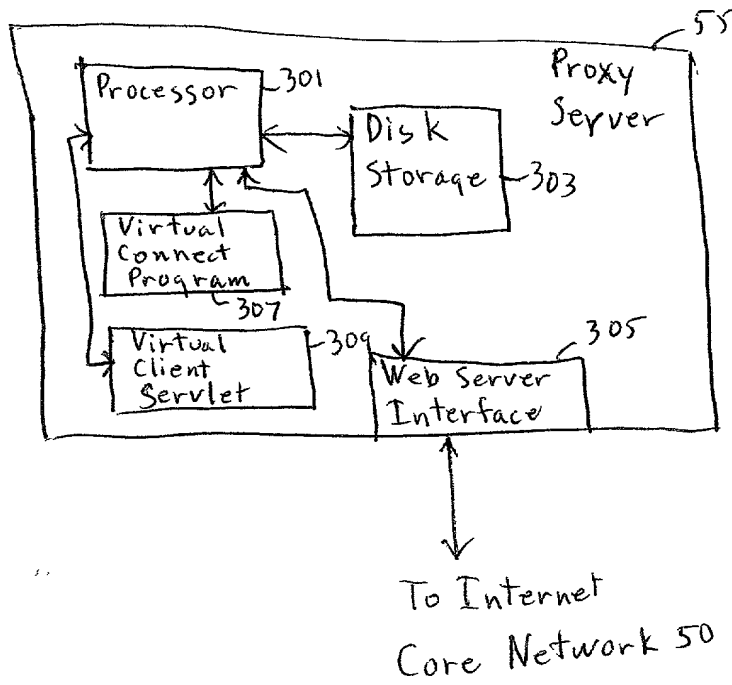 55
Proxy
Server
Processor
301
Disk
Storage
303
Virtual
Connect
Program
307
Virtual
Client
Servlet
309
305
Web Server
Interface
To Internet
Core Network 50